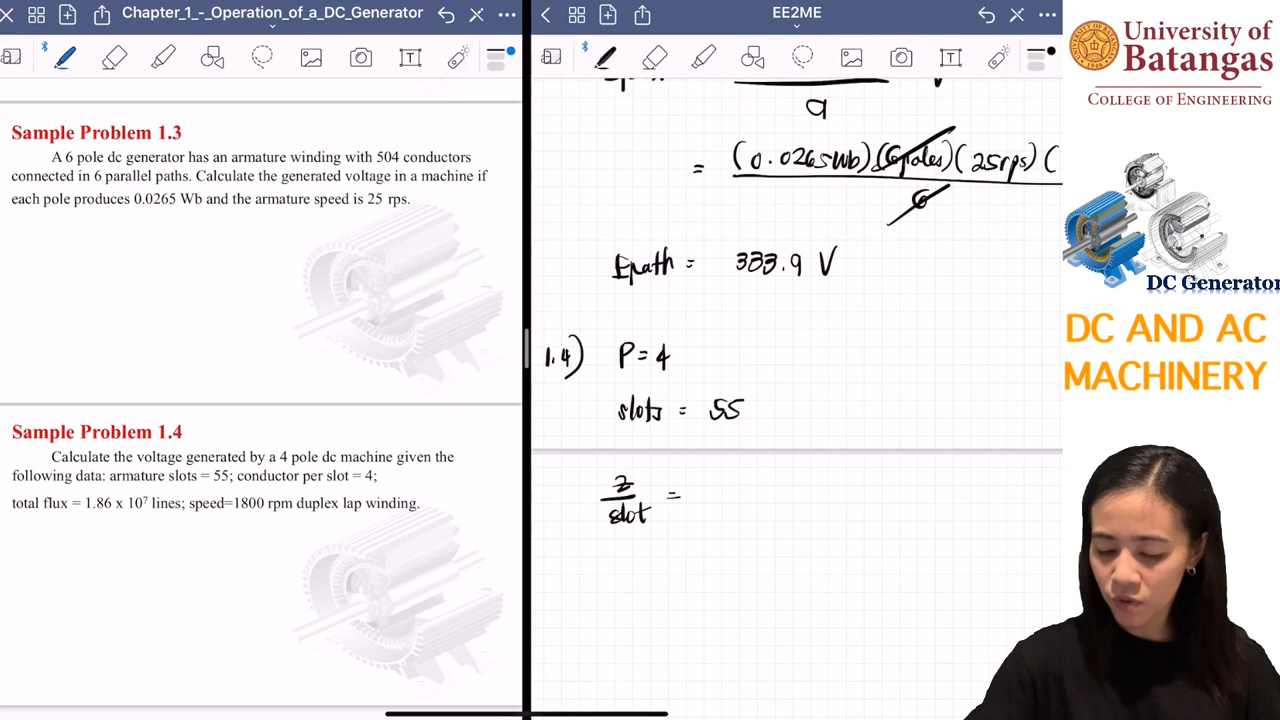 Chapter_1_-_Operation_of_a_DC_Generator
EE2ME
University of
Batangas
COLLEGE OF ENGINEERING
Sample Problem 1.3
A 6 pole dc generator has an armature winding with 504 conductors
connected in 6 parallel paths. Calculate the generated voltage in a machine if
each pole produces 0.0265 Wb and the armature speed is 25 rps.
Sample Problem 1.4
Calculate the voltage generated by a 4 pole dc machine given the
following data: armature slots = 55; conductor per slot = 4;
total flux = 1.86 x 10⁷ lines; speed=1800 rpm duplex lap winding.
a
= (0.0265Wb)(6poles)(25rps)(
6
Epath = 333.9 V
1.4) P = 4
slots = 55
z
slot =
DC Generator
DC AND AC
MACHINERY